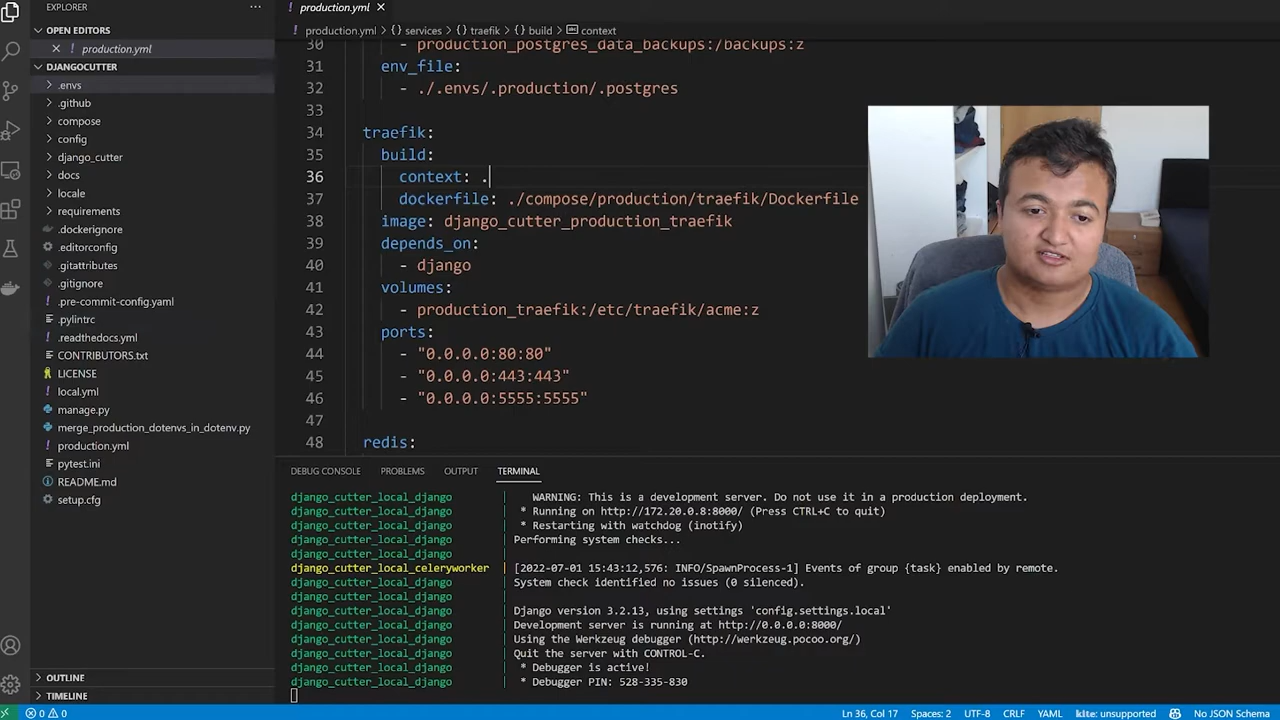 EXPLORER
OPEN EDITORS
production.yml
DJANGOCUTTER
.envs
.github
compose
config
django_cutter
docs
locale
requirements
.dockerignore
.editorconfig
.gitattributes
.gitignore
.pre-commit-config.yaml
.pylintrc
.readthedocs.yml
CONTRIBUTORS.txt
LICENSE
local.yml
manage.py
merge_production_dotenvs_in_dotenv.py
production.yml
pytest.ini
README.md
setup.cfg
OUTLINE
TIMELINE
production.yml
production.yml > services > traefik > build > context
30 - production_postgres_data_backups:/backups:z
31 env_file:
32 - ./.envs/.production/.postgres
33
34 traefik:
35 build:
36 context: .
37 dockerfile: ./compose/production/traefik/Dockerfile
38 image: django_cutter_production_traefik
39 depends_on:
40 - django
41 volumes:
42 - production_traefik:/etc/traefik/acme:z
43 ports:
44 - "0.0.0.0:80:80"
45 - "0.0.0.0:443:443"
46 - "0.0.0.0:5555:5555"
47
48 redis:
DEBUG CONSOLE PROBLEMS OUTPUT TERMINAL
django_cutter_local_django | WARNING: This is a development server. Do not use it in a production deployment.
django_cutter_local_django | * Running on http://172.20.0.8:8000/ (Press CTRL+C to quit)
django_cutter_local_django | * Restarting with watchdog (inotify)
django_cutter_local_django | Performing system checks...
django_cutter_local_django |
django_cutter_local_celeryworker | [2022-07-01 15:43:12,576: INFO/SpawnProcess-1] Events of group {task} enabled by remote.
django_cutter_local_django | System check identified no issues (0 silenced).
django_cutter_local_django |
django_cutter_local_django | Django version 3.2.13, using settings 'config.settings.local'
django_cutter_local_django | Development server is running at http://0.0.0.0:8000/
django_cutter_local_django | Using the Werkzeug debugger (http://werkzeug.pocoo.org/)
django_cutter_local_django | Quit the server with CONTROL-C.
django_cutter_local_django | * Debugger is active!
django_cutter_local_django | * Debugger PIN: 528-335-830
0 0 Ln 36, Col 17 Spaces: 2 UTF-8 CRLF YAML kite: unsupported No JSON Schema